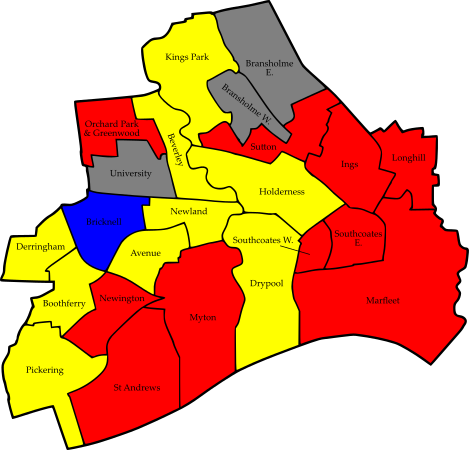 Kings Park
Bransholme
E.
Bransholme W.
Orchard Park
& Greenwood
Sutton
Beverley
Ings
Longhill
University
Holderness
Bricknell
Newland
Southcoates
E.
Southcoates W.
Derringham
Avenue
Drypool
Boothferry
Newington
Marfleet
Myton
Pickering
St Andrews